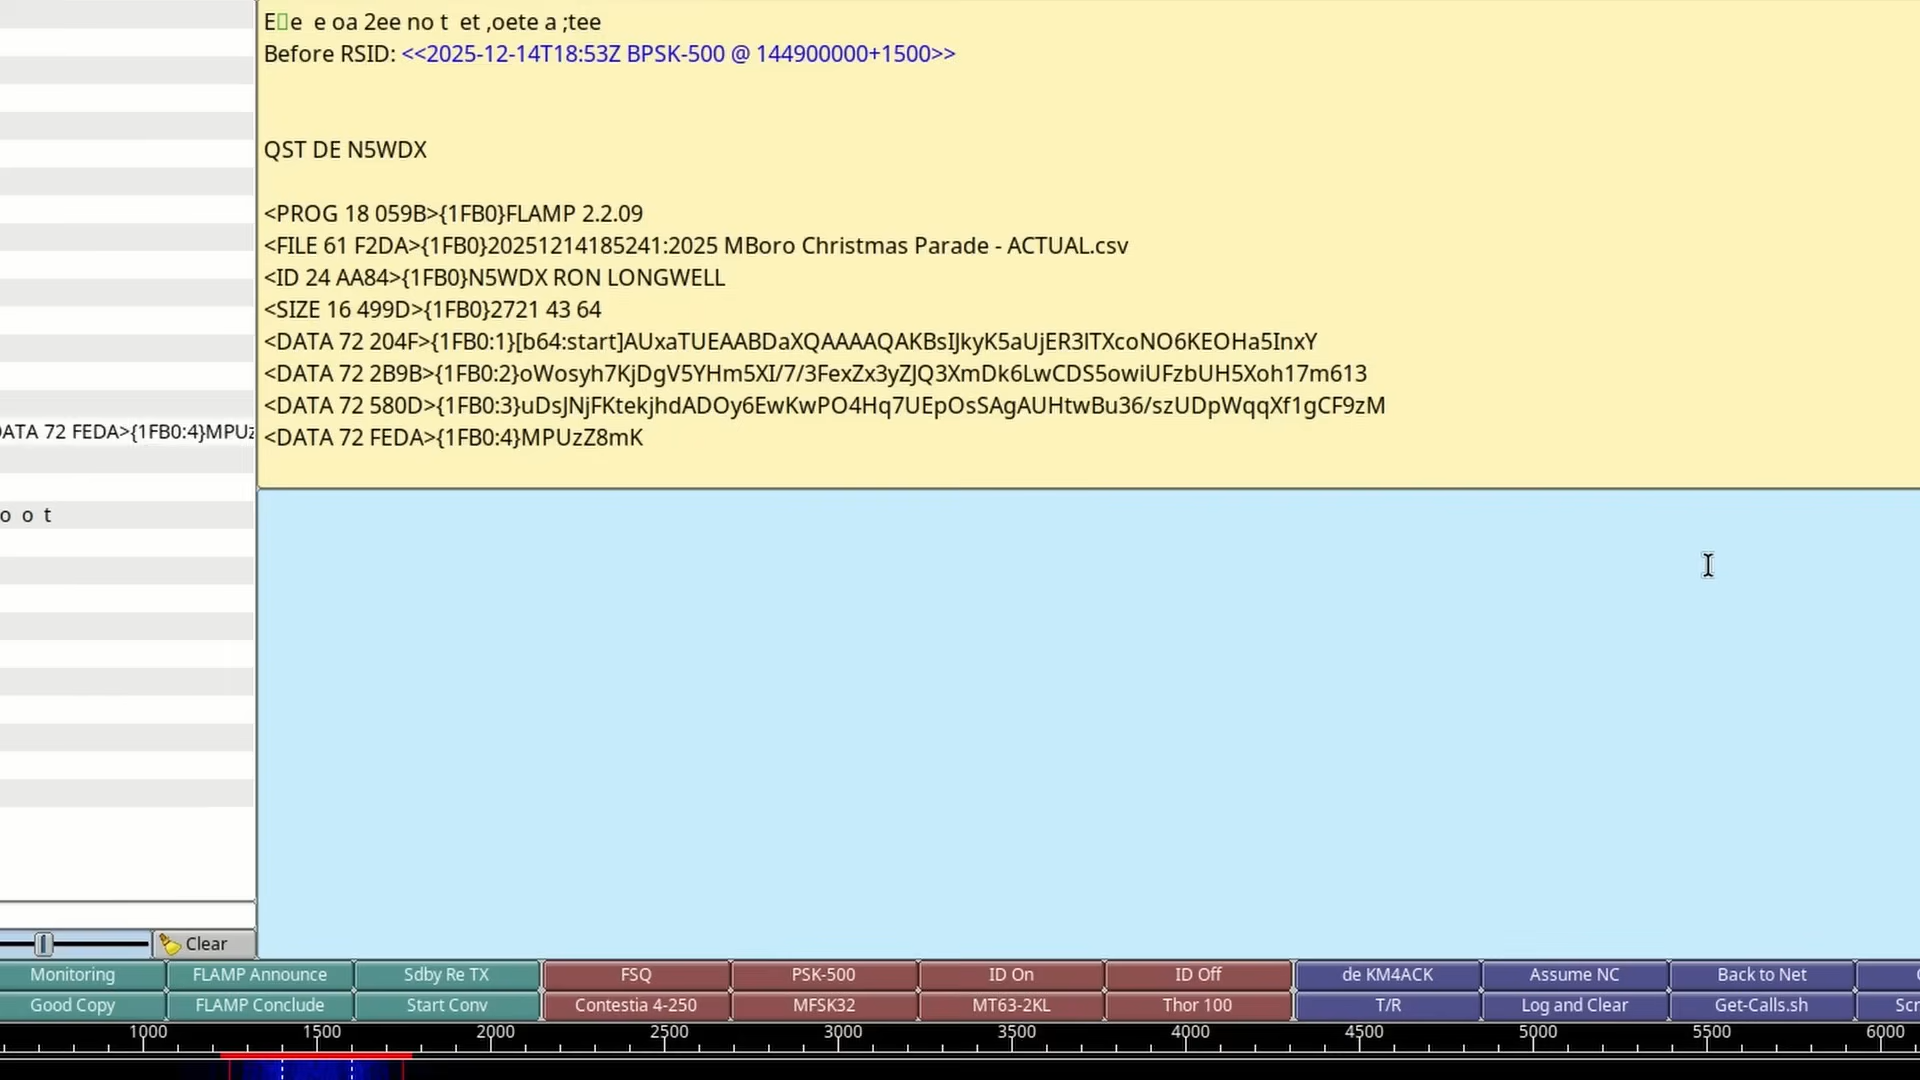 E e e oa 2ee no t et ,oete a ;tee
Before RSID: <<2025-12-14T18:53Z BPSK-500 @ 144900000+1500>>
QST DE N5WDX
<PROG 18 059B>{1FB0}FLAMP 2.2.09
<FILE 61 F2DA>{1FB0}20251214185241:2025 MBoro Christmas Parade - ACTUAL.csv
<ID 24 AA84>{1FB0}N5WDX RON LONGWELL
<SIZE 16 499D>{1FB0}2721 43 64
<DATA 72 204F>{1FB0:1}[b64:start]AUxaTUEAABDaXQAAAAQAKBsIJkyK5aUjER3lTXcoNO6KEOHa5InxY
<DATA 72 2B9B>{1FB0:2}oWosyh7KjDgV5YHm5XI/7/3FexZx3yZJQ3XmDk6LwCDS5owiUFzbUH5Xoh17m613
<DATA 72 580D>{1FB0:3}uDsJNjFKtekjhdADOy6EwKwPO4Hq7UEpOsSAgAUHtwBu36/szUDpWqqXf1gCF9zM
<DATA 72 FEDA>{1FB0:4}MPUzZ8mK
DATA 72 FEDA>{1FB0:4}MPUz
o o t
Clear
Monitoring FLAMP Announce Sdby Re TX FSQ PSK-500 ID On ID Off de KM4ACK Assume NC Back to Net
Good Copy FLAMP Conclude Start Conv Contestia 4-250 MFSK32 MT63-2KL Thor 100 T/R Log and Clear Get-Calls.sh Scr
1000 1500 2000 2500 3000 3500 4000 4500 5000 5500 6000